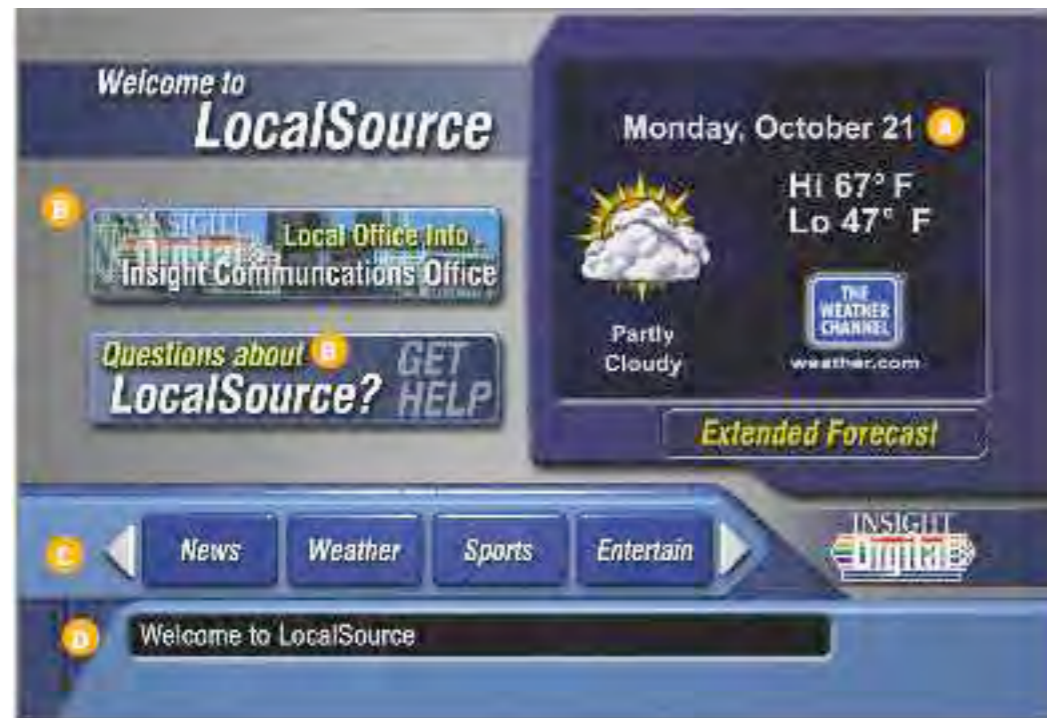 Welcome to
LocalSource
Monday, October 21 A
Hi 67° F
Lo 47° F
B
INSIGHT
Local Office Info
Insight Communcations Office
THE
WEATHER
CHANNEL
weather.com
Partly
Cloudy
Questions about B
LocalSource?
GET
HELP
Extended Forecast
C
News
Weather
Sports
Entertain
INSIGHT
Digital
D
Welcome to LocalSource